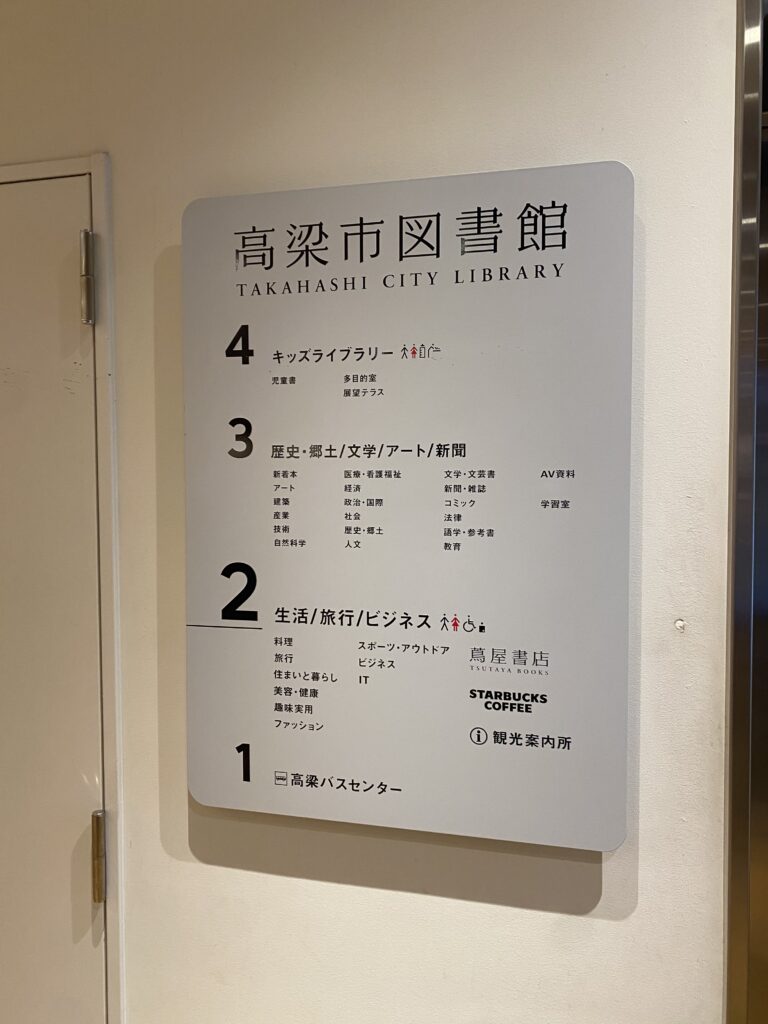 高梁市図書館
TAKAHASHI CITY LIBRARY
4 キッズライブラリー
児童書 多目的室
展望テラス
3 歴史・郷土/文学/アート/新聞
新着本 医療・看護福祉 文学・文芸書 AV資料
アート 経済 新聞・雑誌
建築 政治・国際 コミック 学習室
産業 社会 法律
技術 歴史・郷土 語学・参考書
自然科学 人文 教育
2 生活/旅行/ビジネス
料理 スポーツ・アウトドア 蔦屋書店
旅行 ビジネス TSUTAYA BOOKS
住まいと暮らし IT
美容・健康 STARBUCKS
趣味実用 COFFEE
ファッション 観光案内所
1 高梁バスセンター